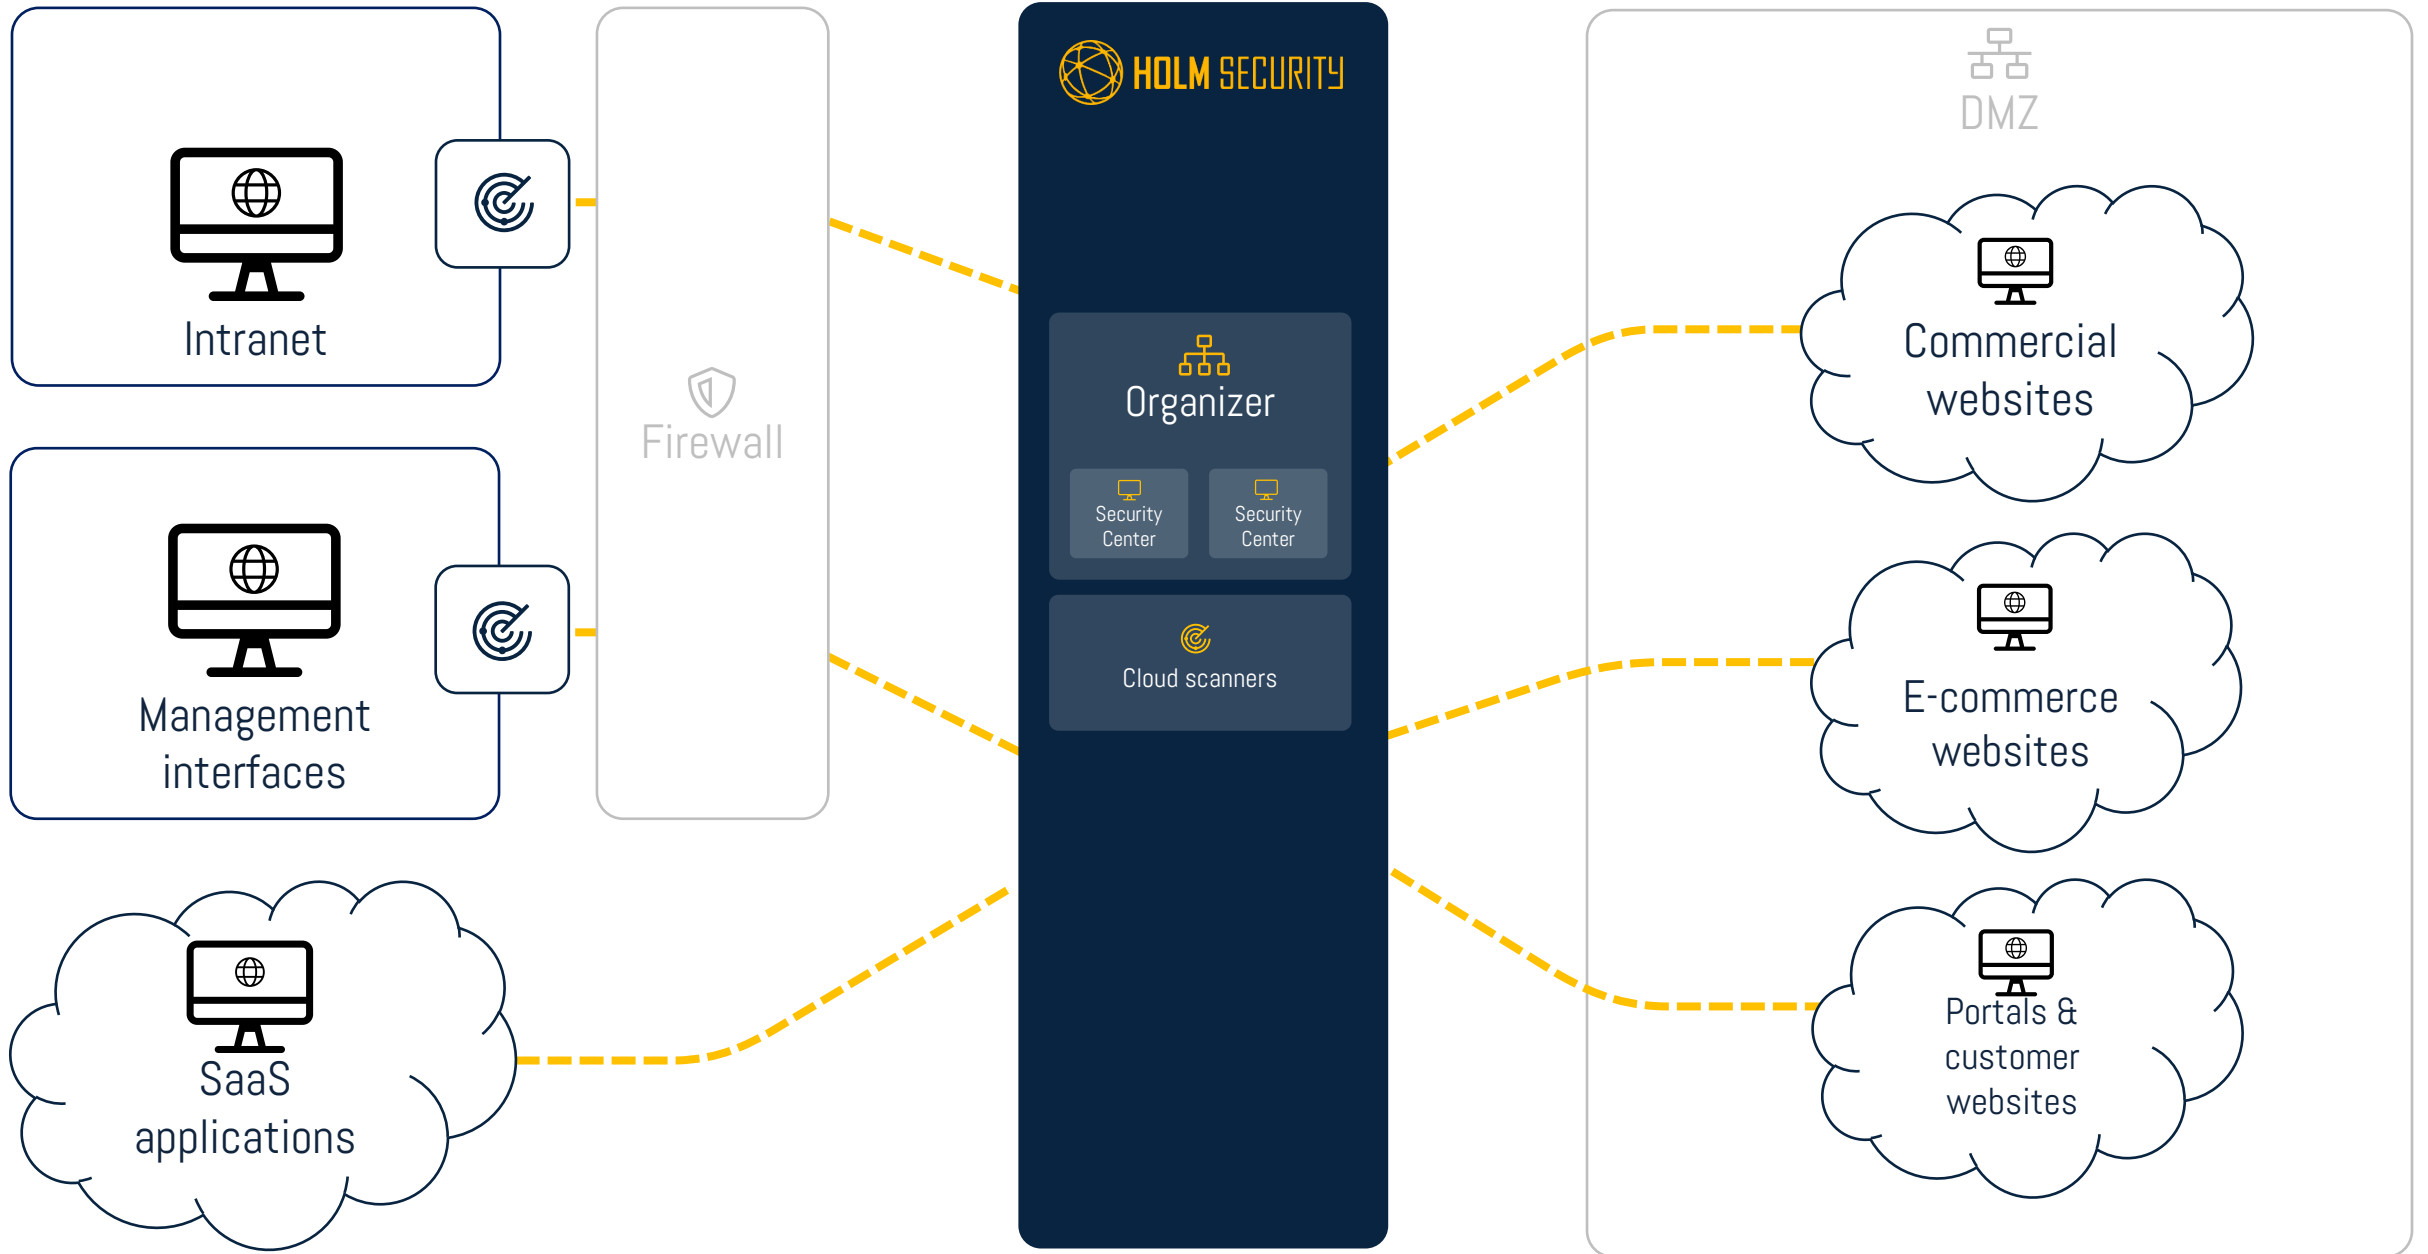 Intranet
Management
interfaces
SaaS
applications
Firewall
HOLM SECURITY
Organizer
Security
Center
Security
Center
Cloud scanners
DMZ
Commercial
websites
E-commerce
websites
Portals &
customer
websites